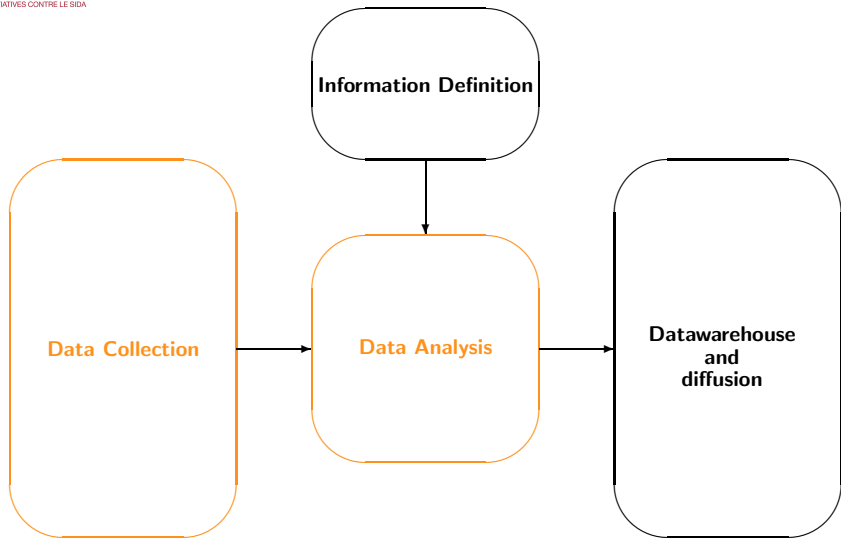 IATIVES CONTRE LE SIDA
Information Definition
Data Collection
Data Analysis
Datawarehouse
and
diffusion